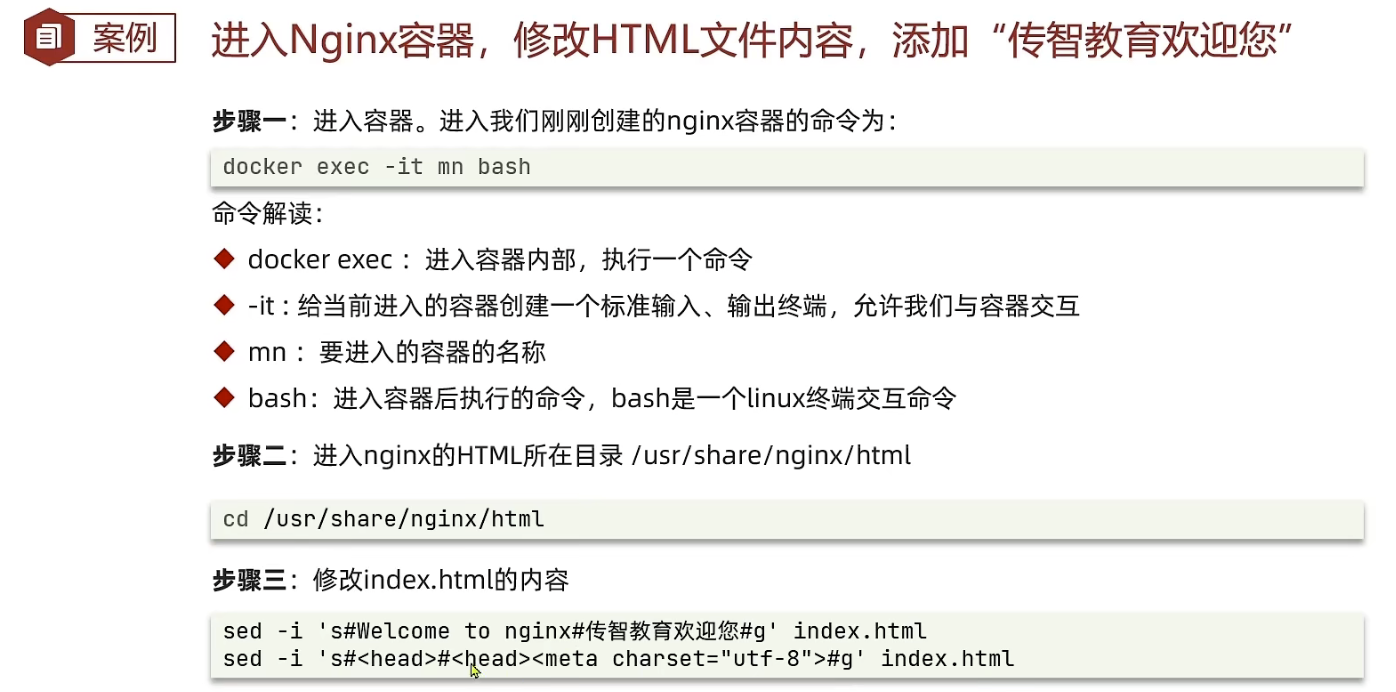 案例
进入Nginx容器，修改HTML文件内容，添加“传智教育欢迎您”
步骤一：进入容器。进入我们刚刚创建的nginx容器的命令为：
docker exec -it mn bash
命令解读：
docker exec ：进入容器内部，执行一个命令
-it : 给当前进入的容器创建一个标准输入、输出终端，允许我们与容器交互
mn ：要进入的容器的名称
bash：进入容器后执行的命令，bash是一个linux终端交互命令
步骤二：进入nginx的HTML所在目录 /usr/share/nginx/html
cd /usr/share/nginx/html
步骤三：修改index.html的内容
sed -i 's#Welcome to nginx#传智教育欢迎您#g' index.html
sed -i 's#<head>#<head><meta charset="utf-8">#g' index.html